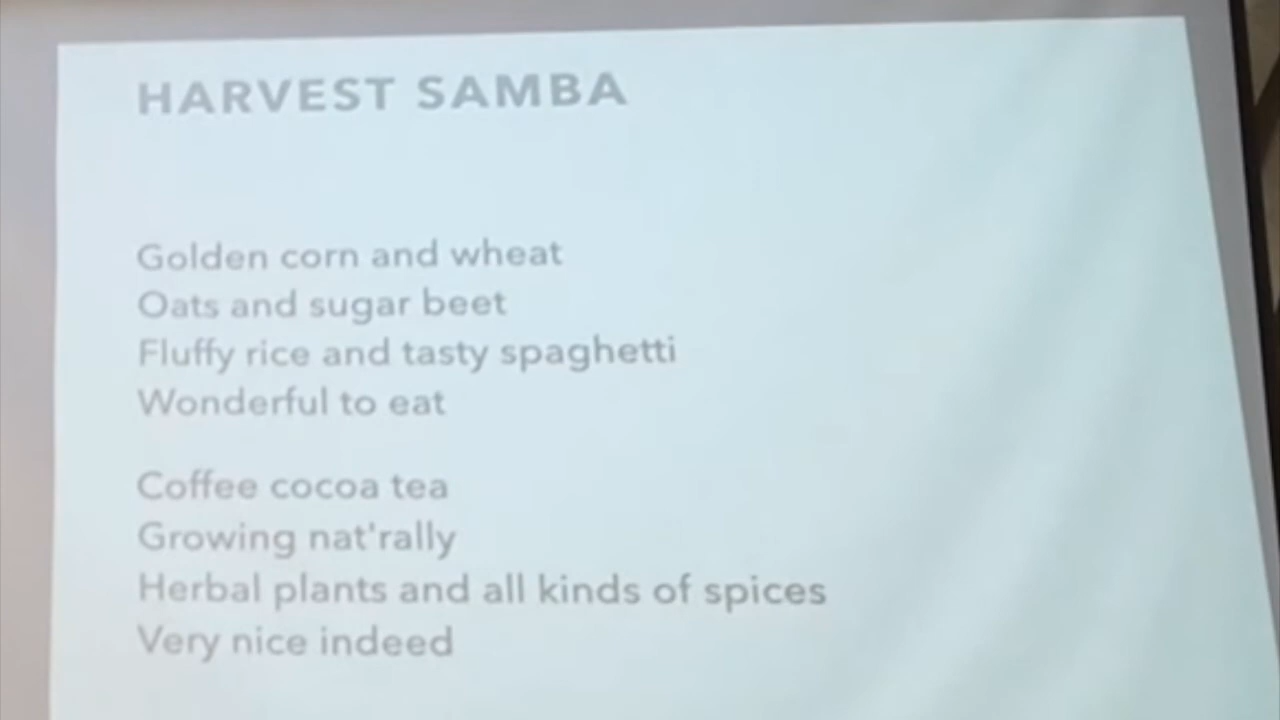 HARVEST SAMBA
Golden corn and wheat
Oats and sugar beet
Fluffy rice and tasty spaghetti
Wonderful to eat
Coffee cocoa tea
Growing nat'rally
Herbal plants and all kinds of spices
Very nice indeed